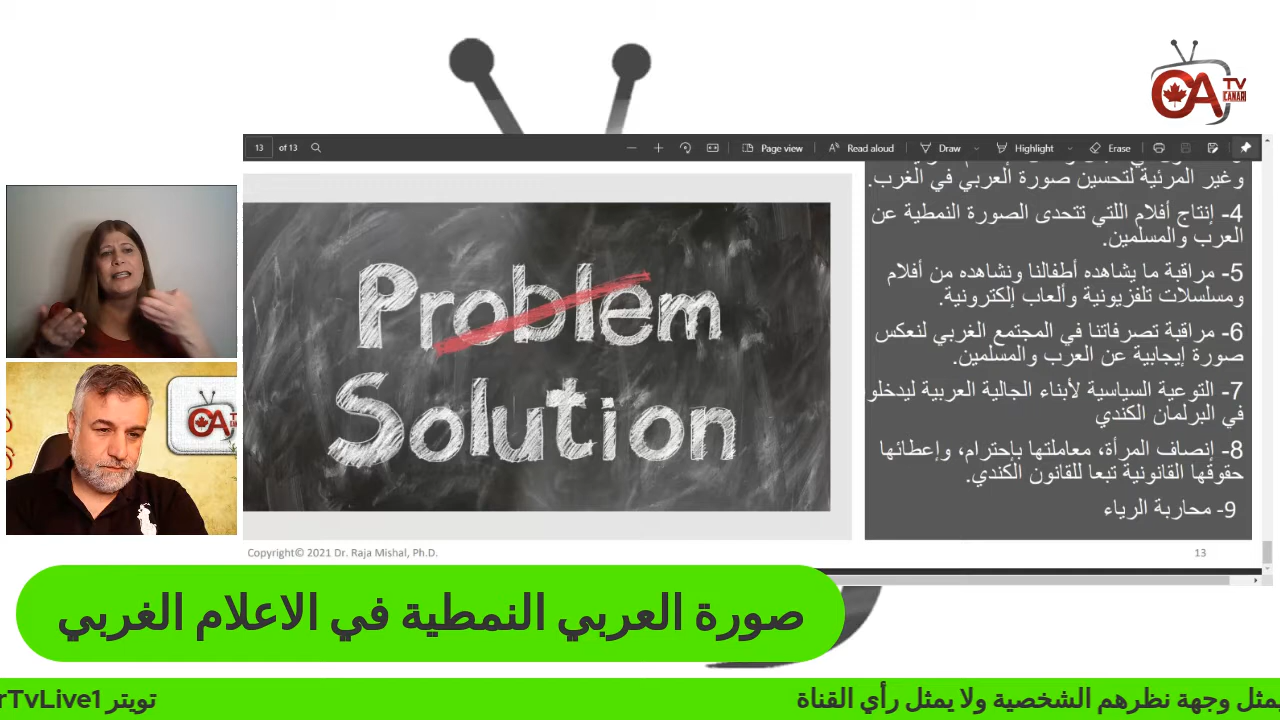 CA TV
CANAR
13 of 13
Page view
Read aloud
Draw
Highlight
Erase
Problem
Solution
وغير المرئية لتحسين صورة العربي في الغرب.
4- إنتاج أفلام اللتي تتحدى الصورة النمطية عن
العرب والمسلمين.
5- مراقبة ما يشاهده أطفالنا ونشاهده من أفلام
ومسلسلات تلفزيونية وألعاب إلكترونية.
6- مراقبة تصرفاتنا في المجتمع الغربي لنعكس
صورة إيجابية عن العرب والمسلمين.
7- التوعية السياسية لأبناء الجالية العربية ليدخلو
في البرلمان الكندي
8- إنصاف المرأة، معاملتها بإحترام، وإعطائها
حقوقها القانونية تبعا للقانون الكندي.
9- محاربة الرياء
Copyright© 2021 Dr. Raja Mishal, Ph.D.
13
CA
صورة العربي النمطية في الاعلام الغربي
يمثل وجهة نظرهم الشخصية ولا يمثل رأي القناة
تويتر rTvLive1